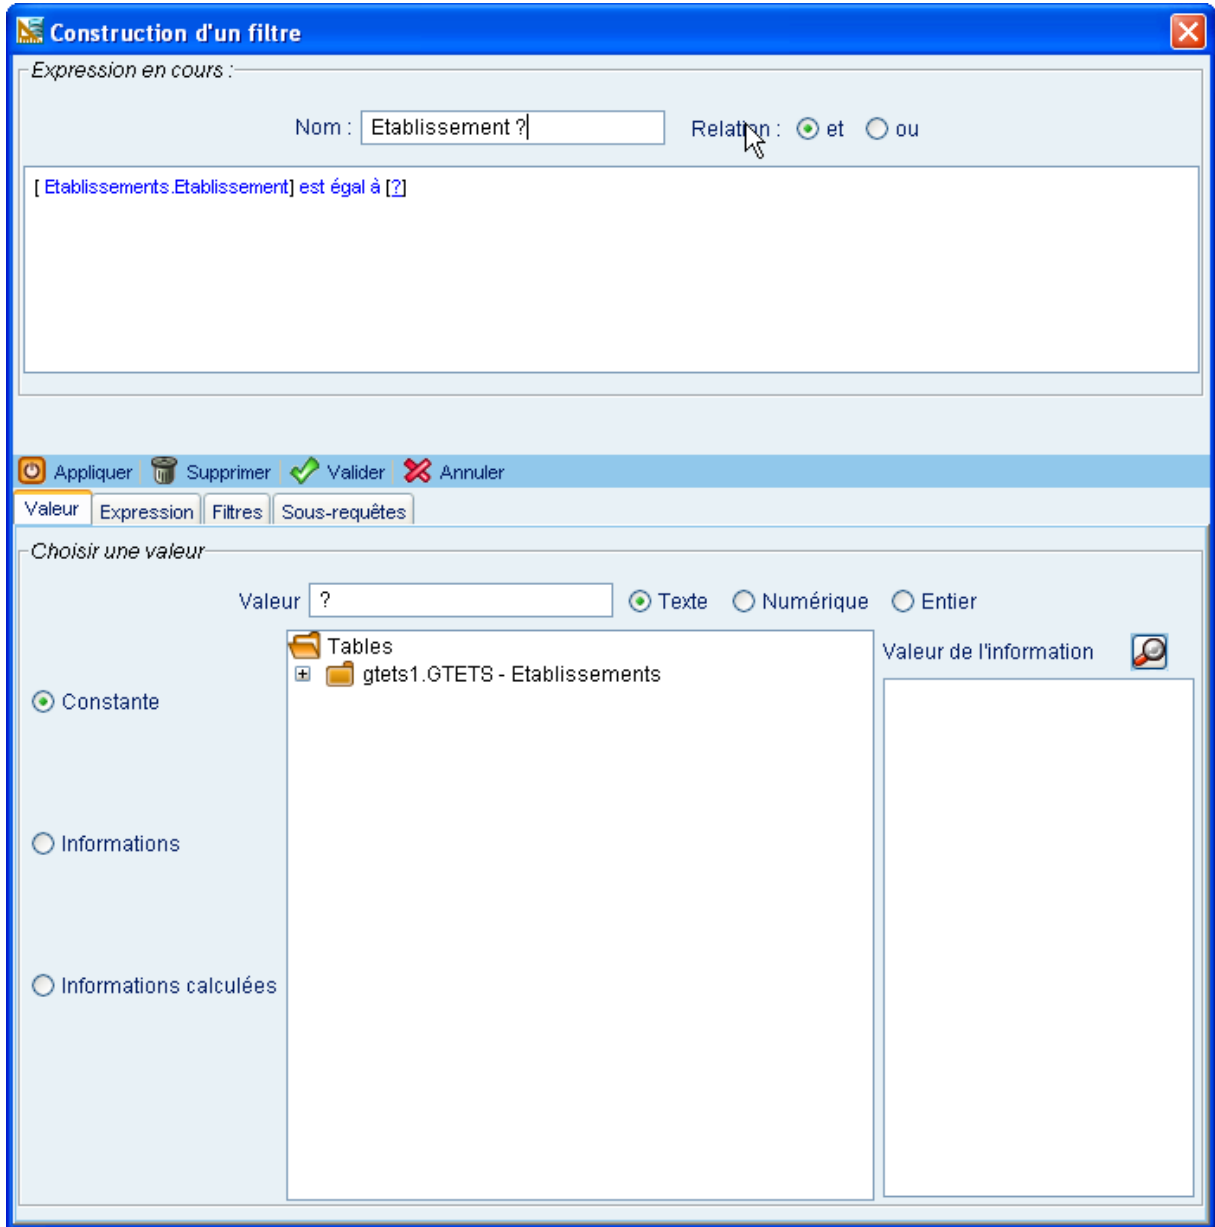 Construction d'un filtre
Expression en cours :
Nom : Etablissement ? Relation : et ou
[ Etablissements.Etablissement] est égal à [?]
Appliquer Supprimer Valider Annuler
Valeur Expression Filtres Sous-requêtes
Choisir une valeur
Valeur ? Texte Numérique Entier
Tables
Valeur de l'information
gtets1.GTETS - Etablissements
Constante
Informations
Informations calculées